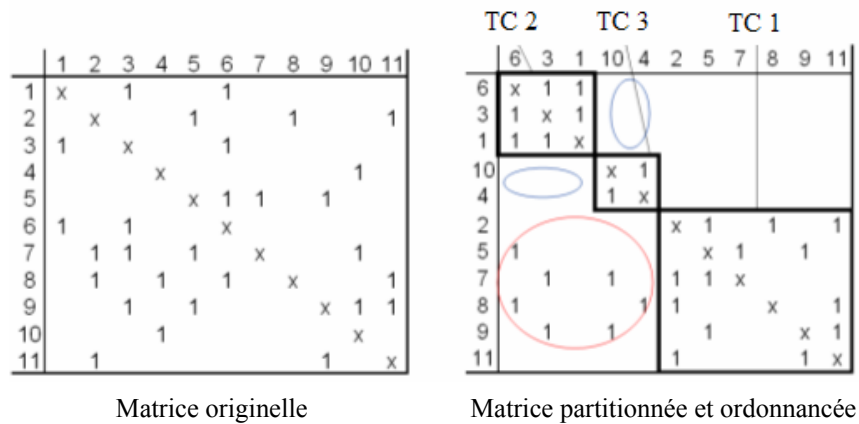 1 2 3 4 5 6 7 8 9 10 11
1 x 1 1
2 x 1 1 1
3 1 x 1
4 x 1
5 x 1 1 1
6 1 1 x
7 1 1 1 x 1
8 1 1 1 x 1
9 1 1 x 1 1
10 1 x
11 1 1 x
Matrice originelle
TC 2 TC 3 TC 1
6 3 1 10 4 2 5 7 8 9 11
6 x 1 1
3 1 x 1
1 1 1 x
10 x 1
4 1 x
2 x 1 1 1
5 1 x 1 1
7 1 1 1 1 x
8 1 1 1 x 1
9 1 1 1 x 1
11 1 1 x
Matrice partitionnée et ordonnancée